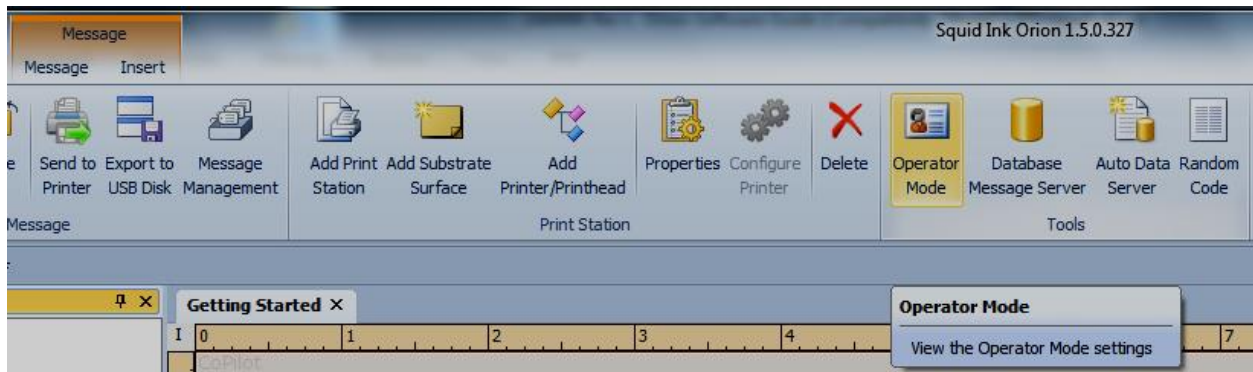 Message
Squid Ink Orion 1.5.0.327
Message Insert
e Send to Export to Message Add Print Add Substrate Add Properties Configure Delete Operator Database Auto Data Random
Printer USB Disk Management Station Surface Printer/Printhead Printer Mode Message Server Server Code
Message Print Station Tools
Getting Started
Operator Mode
I 0 1 2 3 4 7
View the Operator Mode settings
CoPilot